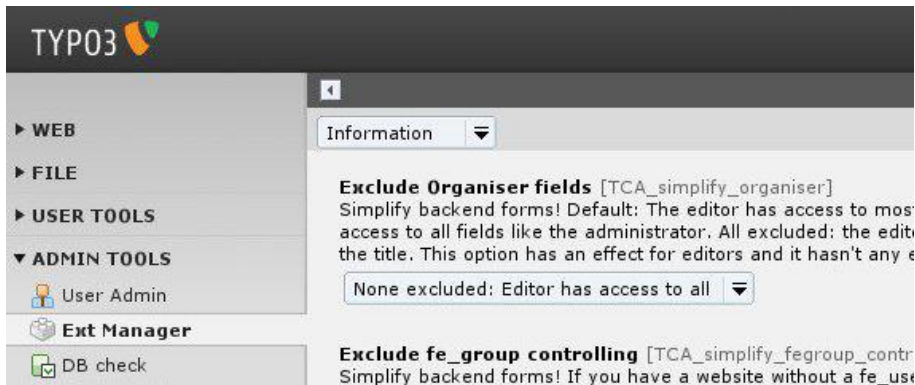 TYPO3
WEB
FILE
USER TOOLS
ADMIN TOOLS
User Admin
Ext Manager
DB check
Information
Exclude Organiser fields [TCA_simplify_organiser]
Simplify backend forms! Default: The editor has access to most
access to all fields like the administrator. All excluded: the edit
the title. This option has an effect for editors and it hasn't any
None excluded: Editor has access to all
Exclude fe_group controlling [TCA_simplify_fegroup_contr
Simplify backend forms! If you have a website without a fe_use